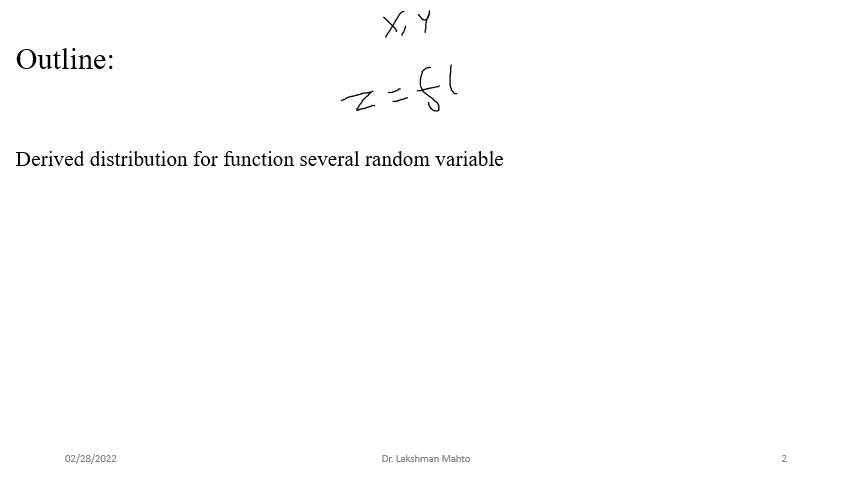 X, Y
Outline:
z = f(
Derived distribution for function several random variable
02/28/2022 Dr. Lakshman Mahto 2